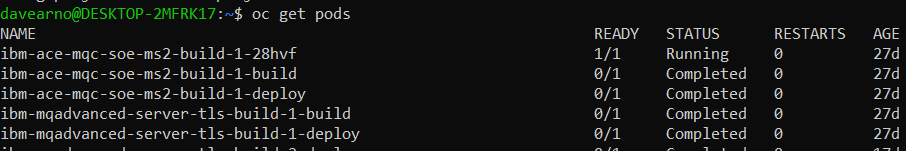 davearno@DESKTOP-2MFRK17:~$ oc get pods
NAME READY STATUS RESTARTS AGE
ibm-ace-mqc-soe-ms2-build-1-28hvf 1/1 Running 0 27d
ibm-ace-mqc-soe-ms2-build-1-build 0/1 Completed 0 27d
ibm-ace-mqc-soe-ms2-build-1-deploy 0/1 Completed 0 27d
ibm-mqadvanced-server-tls-build-1-build 0/1 Completed 0 27d
ibm-mqadvanced-server-tls-build-1-deploy 0/1 Completed 0 27d